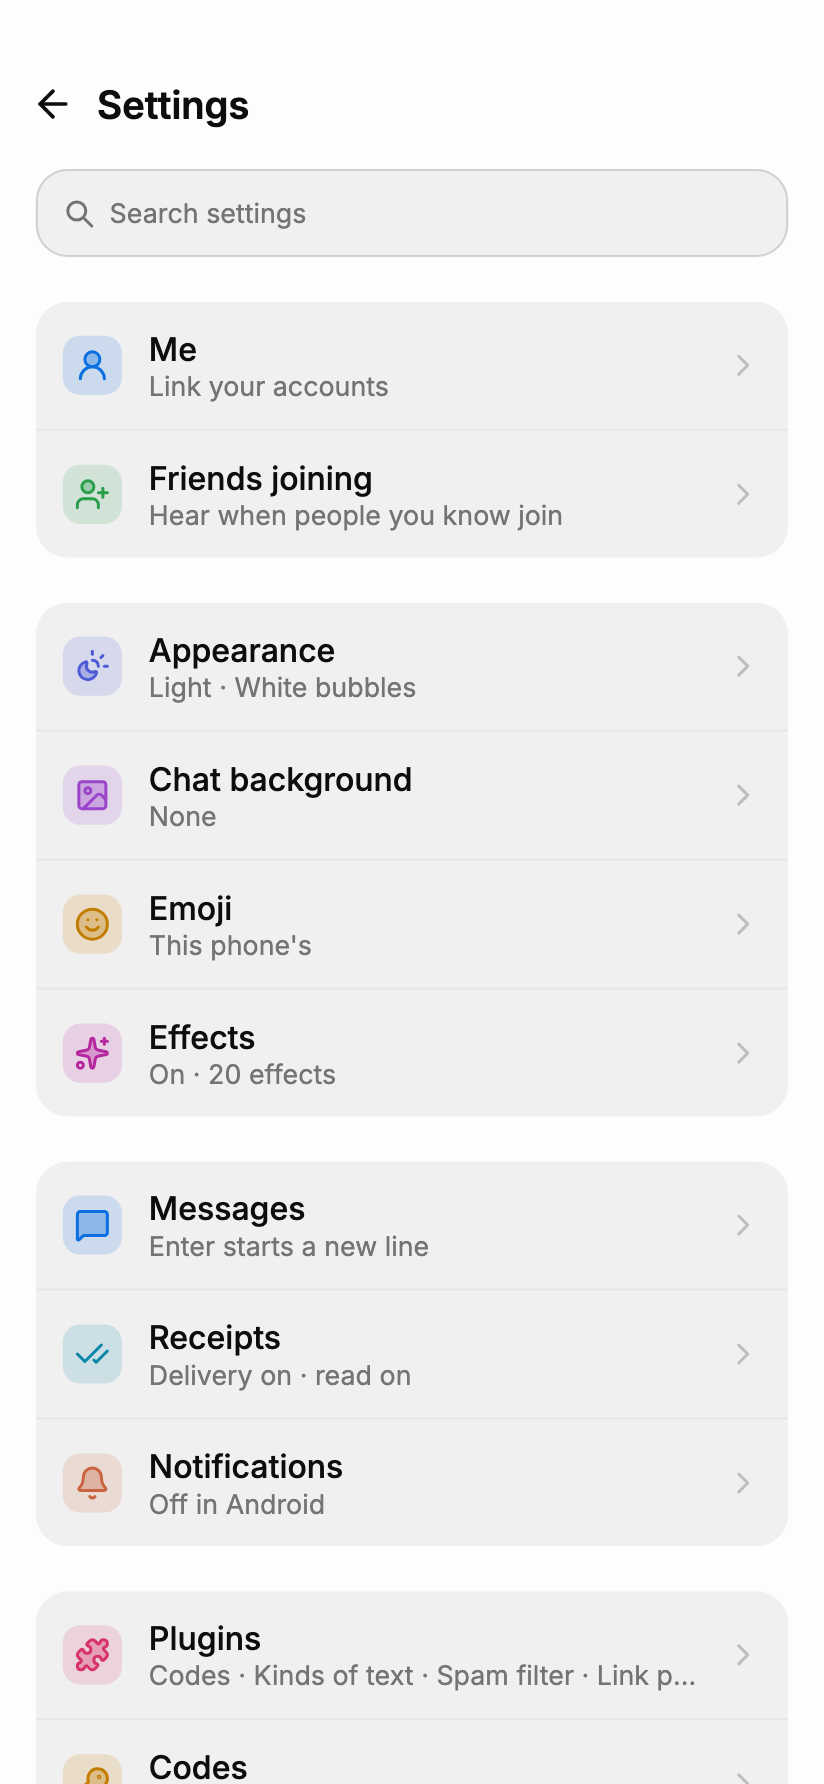 Settings
Search settings
Me
Link your accounts
Friends joining
Hear when people you know join
Appearance
Light · White bubbles
Chat background
None
Emoji
This phone's
Effects
On · 20 effects
Messages
Enter starts a new line
Receipts
Delivery on · read on
Notifications
Off in Android
Plugins
Codes · Kinds of text · Spam filter · Link p...
Codes